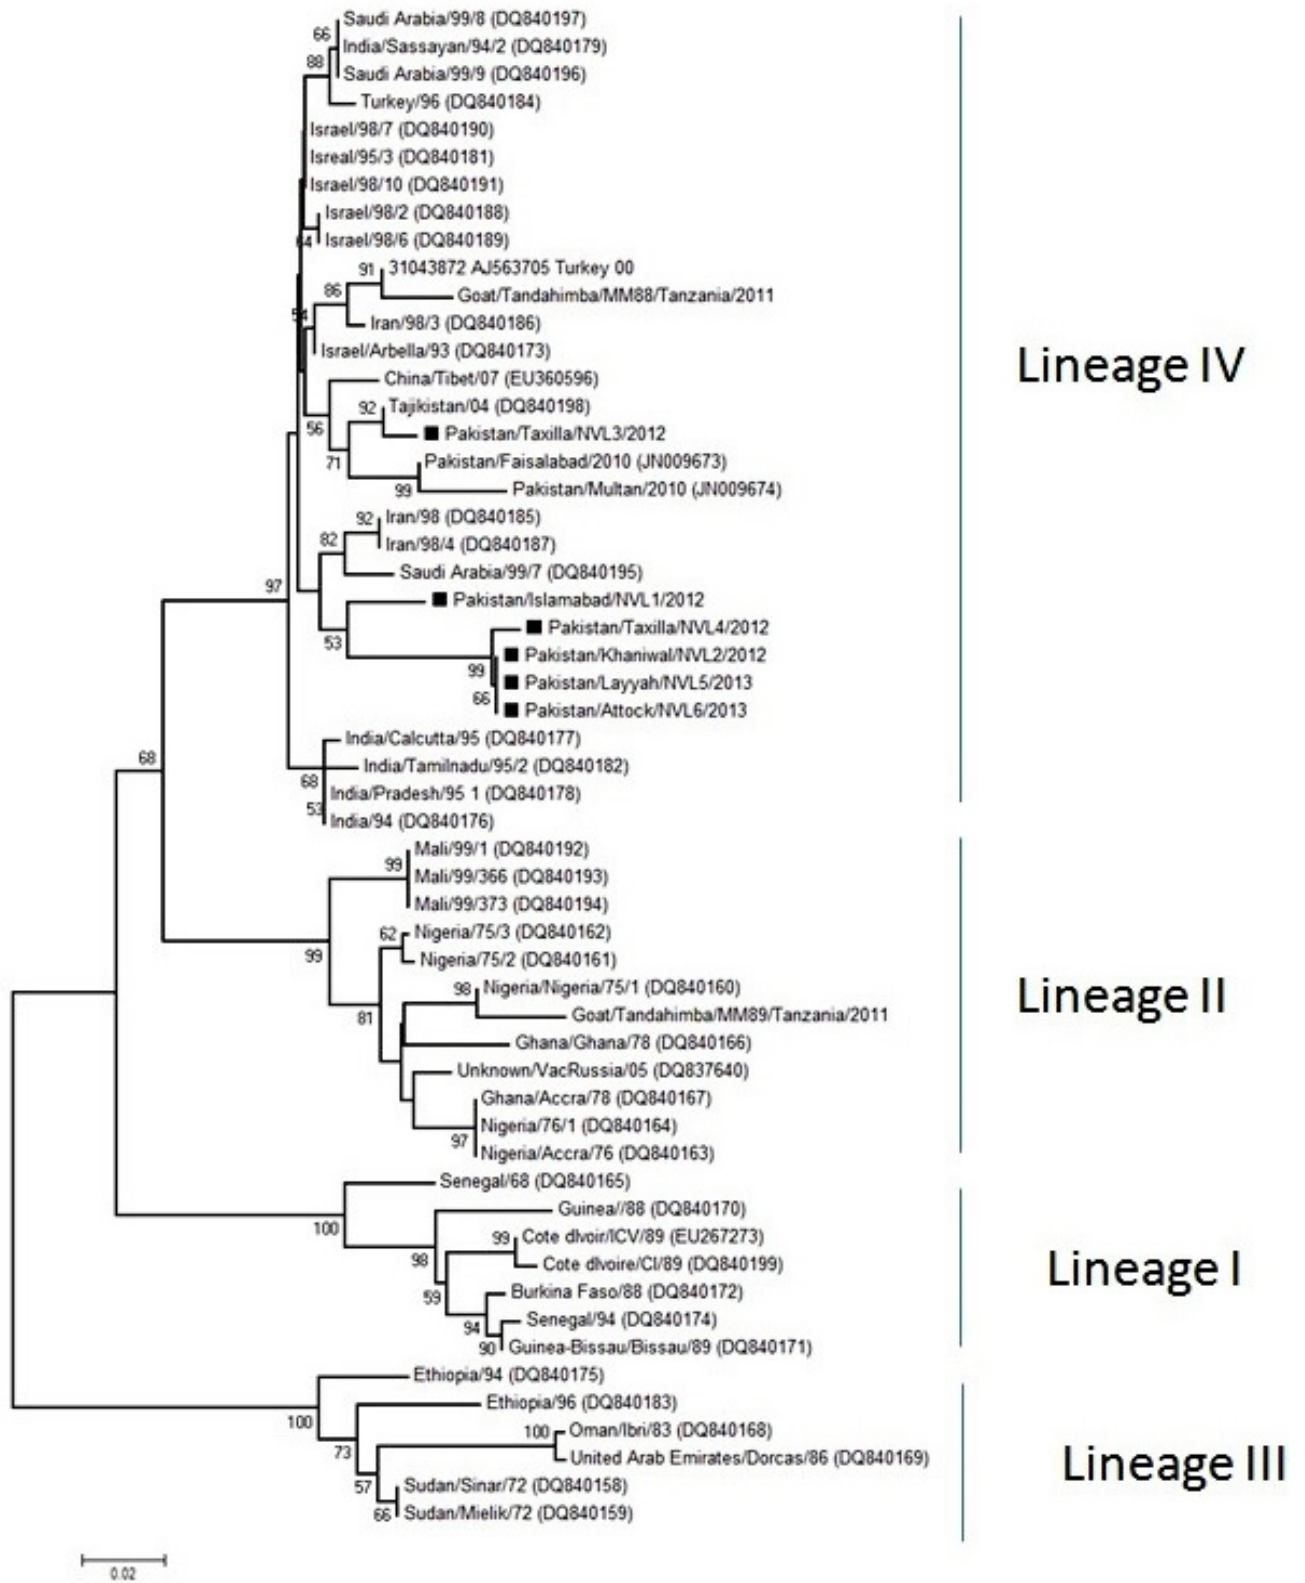 Saudi Arabia/99/8 (DQ840197)
66
India/Sassayan/94/2 (DQ840179)
88
Saudi Arabia/99/9 (DQ840196)
Turkey/96 (DQ840184)
Israel/98/7 (DQ840190)
Isreal/95/3 (DQ840181)
Israel/98/10 (DQ840191)
Israel/98/2 (DQ840188)
64 Israel/98/6 (DQ840189)
91 31043872 AJ563705 Turkey 00
86 Goat/Tandahimba/MM88/Tanzania/2011
54 Iran/98/3 (DQ840186)
Israel/Arbella/93 (DQ840173)
Lineage IV
China/Tibet/07 (EU360596)
92 Tajikistan/04 (DQ840198)
56 Pakistan/Taxilla/NVL3/2012
71 Pakistan/Faisalabad/2010 (JN009673)
99 Pakistan/Multan/2010 (JN009674)
92 Iran/98 (DQ840185)
82 Iran/98/4 (DQ840187)
Saudi Arabia/99/7 (DQ840195)
97 Pakistan/Islamabad/NVL1/2012
53 Pakistan/Taxilla/NVL4/2012
Pakistan/Khaniwal/NVL2/2012
99 Pakistan/Layyah/NVL5/2013
66 Pakistan/Attock/NVL6/2013
India/Calcutta/95 (DQ840177)
68 India/Tamilnadu/95/2 (DQ840182)
68 India/Pradesh/95 1 (DQ840178)
53 India/94 (DQ840176)
Mali/99/1 (DQ840192)
99 Mali/99/366 (DQ840193)
Mali/99/373 (DQ840194)
62 Nigeria/75/3 (DQ840162)
99 Nigeria/75/2 (DQ840161)
98 Nigeria/Nigeria/75/1 (DQ840160)
Lineage II
81 Goat/Tandahimba/MM89/Tanzania/2011
Ghana/Ghana/78 (DQ840166)
Unknown/VacRussia/05 (DQ837640)
Ghana/Accra/78 (DQ840167)
Nigeria/76/1 (DQ840164)
97 Nigeria/Accra/76 (DQ840163)
Senegal/68 (DQ840165)
Guinea//88 (DQ840170)
100
99 Cote dIvoir/ICV/89 (EU267273)
98 Cote dIvoire/CI/89 (DQ840199)
Lineage I
59 Burkina Faso/88 (DQ840172)
94 Senegal/94 (DQ840174)
90 Guinea-Bissau/Bissau/89 (DQ840171)
Ethiopia/94 (DQ840175)
Ethiopia/96 (DQ840183)
100
100 Oman/Ibri/83 (DQ840168)
73 United Arab Emirates/Dorcas/86 (DQ840169)
Lineage III
57 Sudan/Sinar/72 (DQ840158)
66 Sudan/Mielik/72 (DQ840159)
0.02